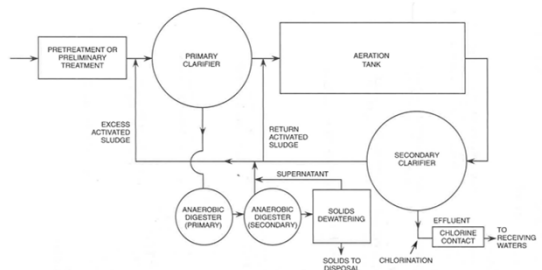 PRETREATMENT OR
PRELIMINARY
TREATMENT
PRIMARY
CLARIFIER
AERATION
TANK
EXCESS
ACTIVATED
SLUDGE
RETURN
ACTIVATED
SLUDGE
SECONDARY
CLARIFIER
SUPERNATANT
ANAEROBIC
DIGESTER
(PRIMARY)
ANAEROBIC
DIGESTER
(SECONDARY)
SOLIDS
DEWATERING
EFFLUENT
CHLORINE
CONTACT
TO
RECEIVING
WATERS
SOLIDS TO
DISPOSAL
CHLORINATION